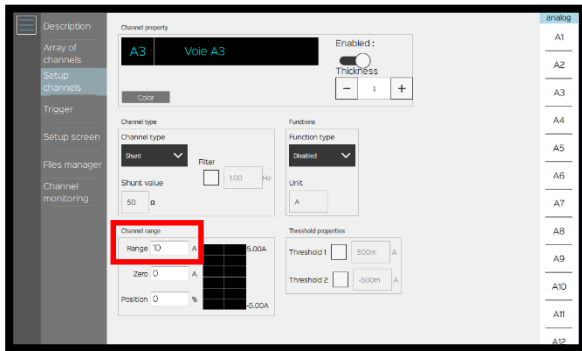 Description
Array of
channels
Setup
channels
Trigger
Setup screen
Files manager
Channel
monitoring
Channel property
A3 Voie A3
Color
Enabled :
Thickness
− 1 +
Channel type
Channel type
Shunt
Filter
1.00 Hz
Shunt value
50 Ω
Functions
Function type
Disabled
Unit
A
Channel range
Range 10 A
Zero 0 A
Position 0 %
5.00A
-5.00A
Threshold properties
Threshold 1 500m A
Threshold 2 -500m A
analog
A1
A2
A3
A4
A5
A6
A7
A8
A9
A10
A11
A12